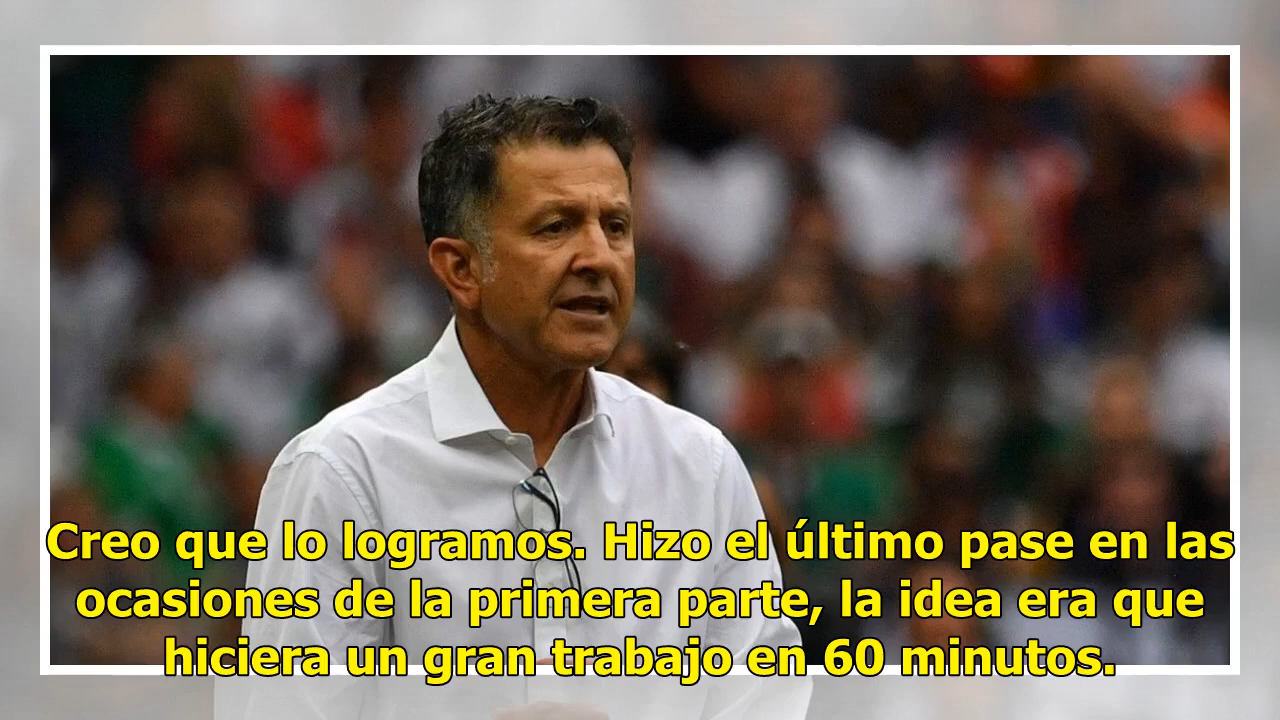 Creo que lo logramos. Hizo el último pase en las
ocasiones de la primera parte, la idea era que
hiciera un gran trabajo en 60 minutos.